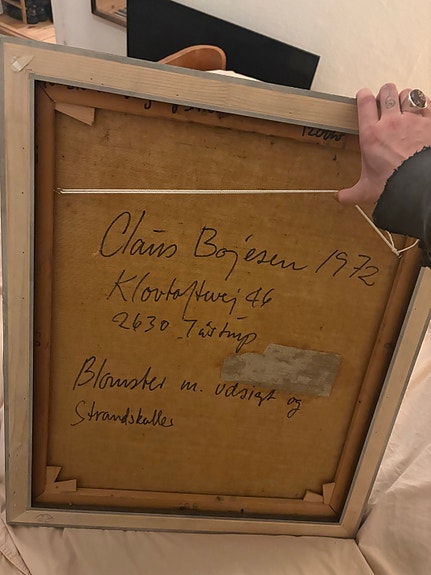 Claus Bojesen 1972
Klovtoftevej 46
2630 Tåstrup
Blomster m. udsigt og
Strandskaller